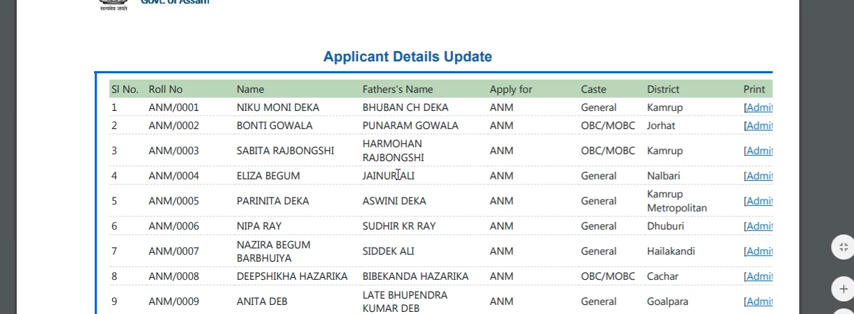 सत्यमेव जयते
Govt. of Assam
Applicant Details Update
Sl No. Roll No Name Fathers's Name Apply for Caste District Print
1 ANM/0001 NIKU MONI DEKA BHUBAN CH DEKA ANM General Kamrup [Admit
2 ANM/0002 BONTI GOWALA PUNARAM GOWALA ANM OBC/MOBC Jorhat [Admit
3 ANM/0003 SABITA RAJBONGSHI HARMOHAN RAJBONGSHI ANM OBC/MOBC Kamrup [Admit
4 ANM/0004 ELIZA BEGUM JAINUR ALI ANM General Nalbari [Admit
5 ANM/0005 PARINITA DEKA ASWINI DEKA ANM General Kamrup Metropolitan [Admit
6 ANM/0006 NIPA RAY SUDHIR KR RAY ANM General Dhuburi [Admit
7 ANM/0007 NAZIRA BEGUM BARBHUIYA SIDDEK ALI ANM General Hailakandi [Admit
8 ANM/0008 DEEPSHIKHA HAZARIKA BIBEKANDA HAZARIKA ANM OBC/MOBC Cachar [Admit
9 ANM/0009 ANITA DEB LATE BHUPENDRA KUMAR DEB ANM General Goalpara [Admit